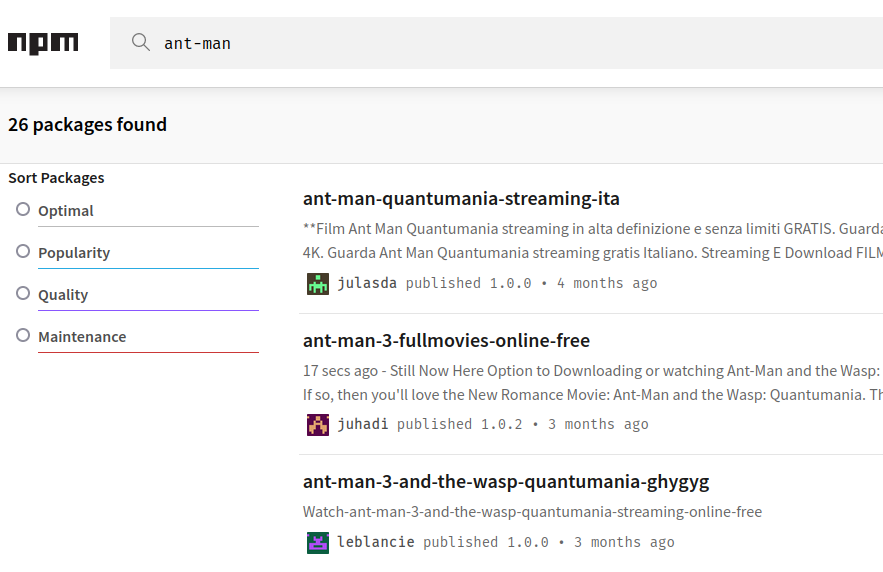 npm
ant-man
26 packages found
Sort Packages
Optimal
Popularity
Quality
Maintenance
ant-man-quantumania-streaming-ita
**Film Ant Man Quantumania streaming in alta definizione e senza limiti GRATIS. Guarda
4K. Guarda Ant Man Quantumania streaming gratis Italiano. Streaming E Download FILM
julasda published 1.0.0 • 4 months ago
ant-man-3-fullmovies-online-free
17 secs ago - Still Now Here Option to Downloading or watching Ant-Man and the Wasp:
If so, then you'll love the New Romance Movie: Ant-Man and the Wasp: Quantumania. Th
juhadi published 1.0.2 • 3 months ago
ant-man-3-and-the-wasp-quantumania-ghygyg
Watch-ant-man-3-and-the-wasp-quantumania-streaming-online-free
leblancie published 1.0.0 • 3 months ago